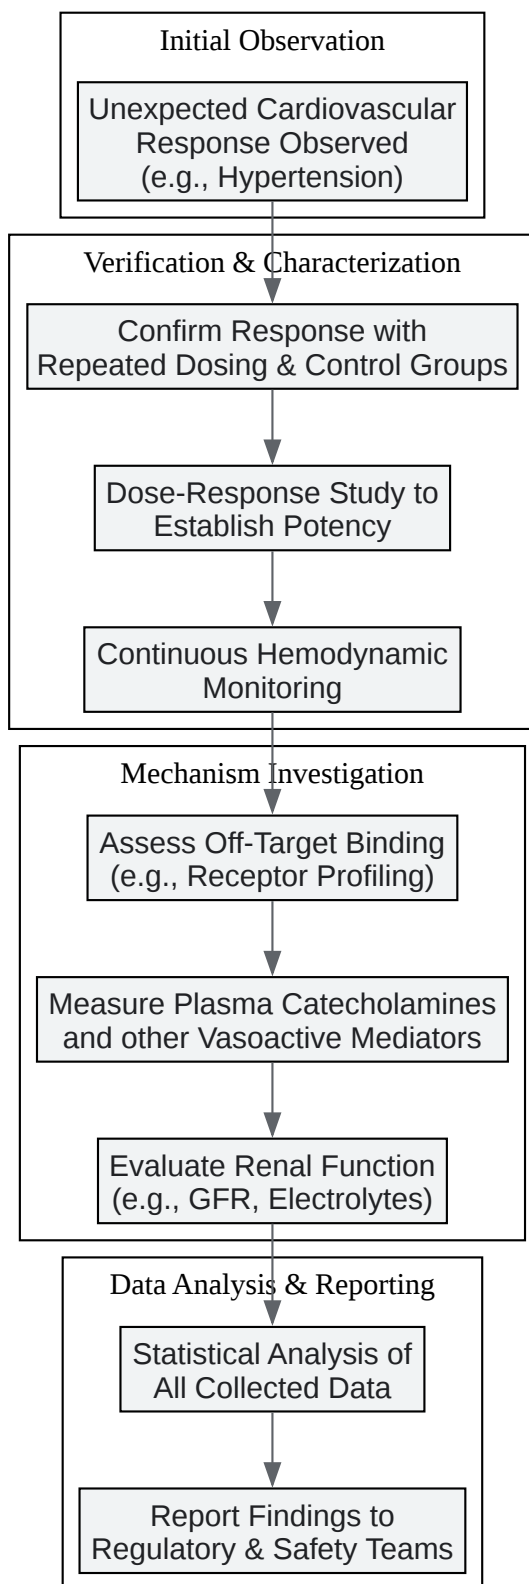 Initial Observation
Unexpected Cardiovascular
Response Observed
(e.g., Hypertension)
Verification & Characterization
Confirm Response with
Repeated Dosing & Control Groups
Dose-Response Study to
Establish Potency
Continuous Hemodynamic
Monitoring
Mechanism Investigation
Assess Off-Target Binding
(e.g., Receptor Profiling)
Measure Plasma Catecholamines
and other Vasoactive Mediators
Evaluate Renal Function
(e.g., GFR, Electrolytes)
Data Analysis & Reporting
Statistical Analysis of
All Collected Data
Report Findings to
Regulatory & Safety Teams